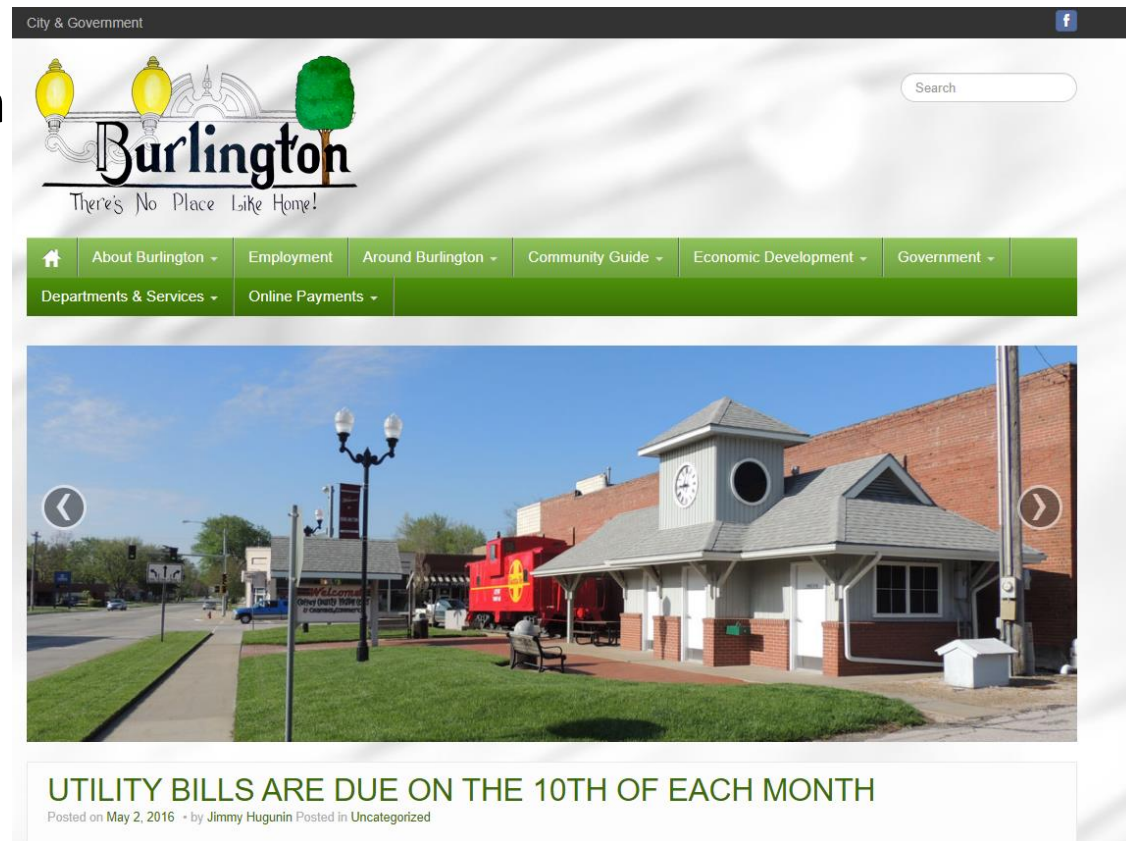 City & Government
f
Search
Burlington
There's No Place Like Home!
About Burlington
Employment
Around Burlington
Community Guide
Economic Development
Government
Departments & Services
Online Payments
Welcome
UTILITY BILLS ARE DUE ON THE 10TH OF EACH MONTH
Posted on May 2, 2016 • by Jimmy Hugunin Posted in Uncategorized